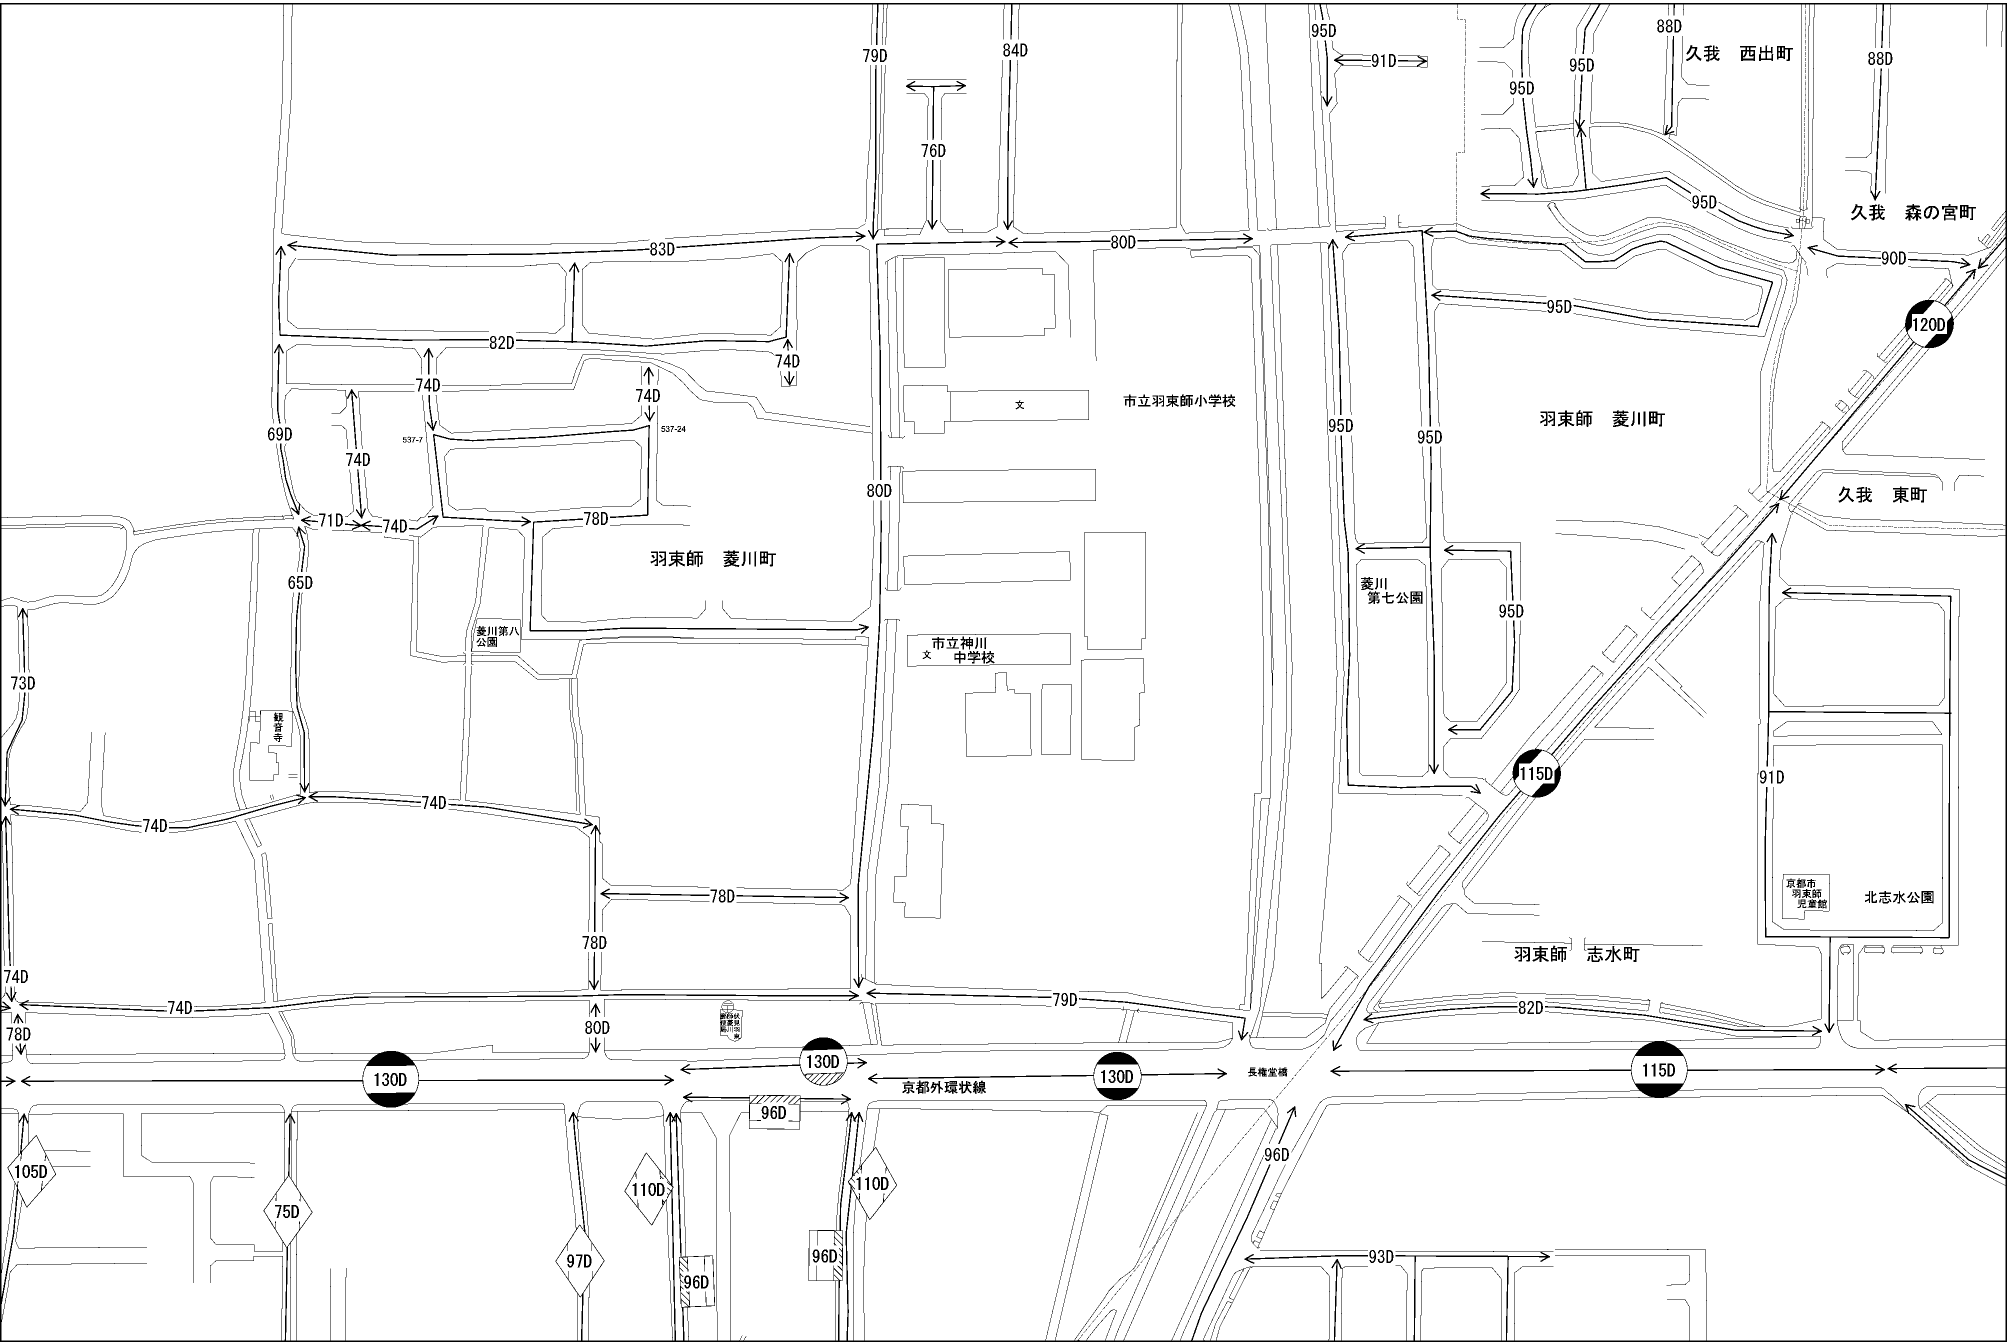 79D
84D
95D
91D
95D
95D
88D
久我 西出町
88D
76D
95D
久我 森の宮町
83D
80D
90D
95D
120D
82D
74D
74D
74D
市立羽束師小学校
文
羽束師 菱川町
69D
537-7
537-24
74D
95D
95D
80D
久我 東町
71D
74D
78D
羽束師 菱川町
65D
菱川
第七公園
95D
菱川第八
公園
市立神川
文 中学校
73D
観音寺
115D
91D
74D
74D
78D
京都市
羽束師
児童館
北志水公園
78D
羽束師 志水町
74D
74D
79D
82D
78D
80D
130D
130D
130D
京都外環状線
長権堂橋
115D
96D
105D
75D
110D
110D
96D
97D
96D
96D
93D